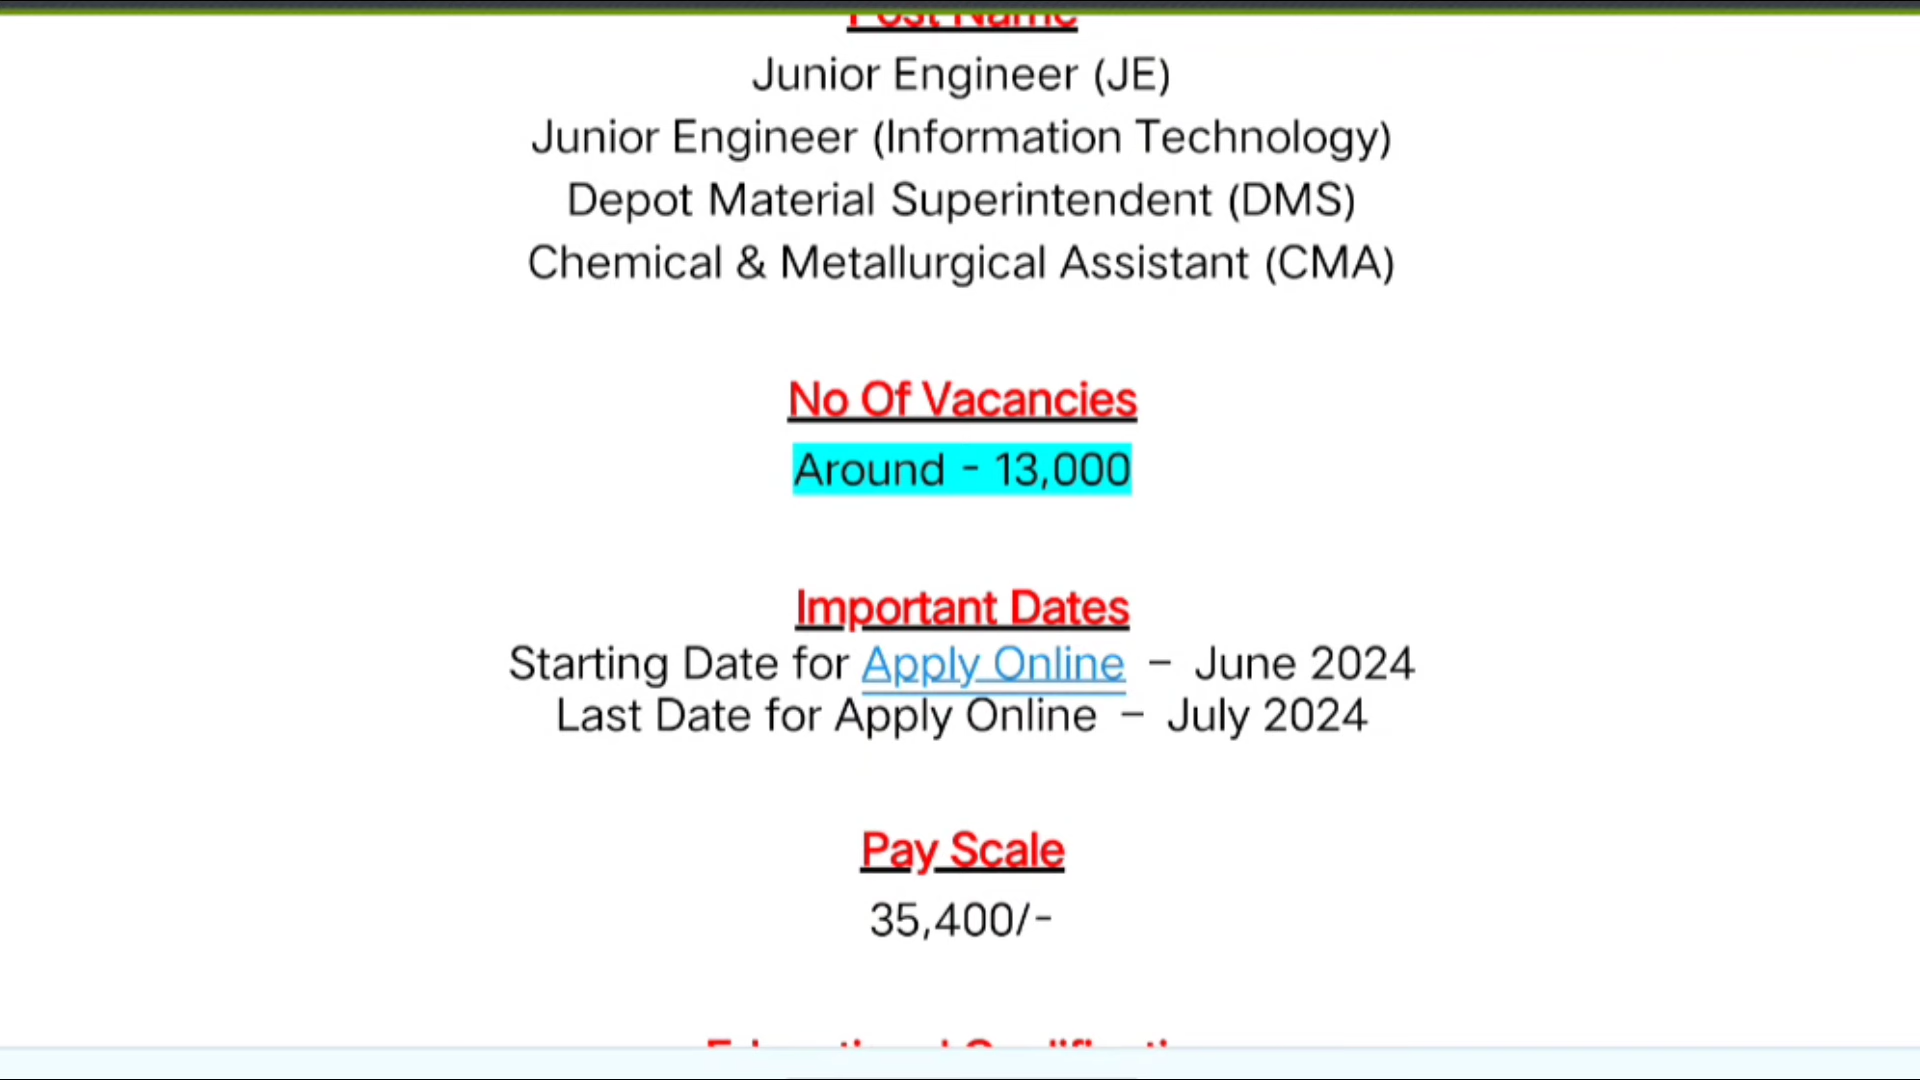 Post Name
Junior Engineer (JE)
Junior Engineer (Information Technology)
Depot Material Superintendent (DMS)
Chemical & Metallurgical Assistant (CMA)
No Of Vacancies
Around - 13,000
Important Dates
Starting Date for Apply Online – June 2024
Last Date for Apply Online – July 2024
Pay Scale
35,400/-